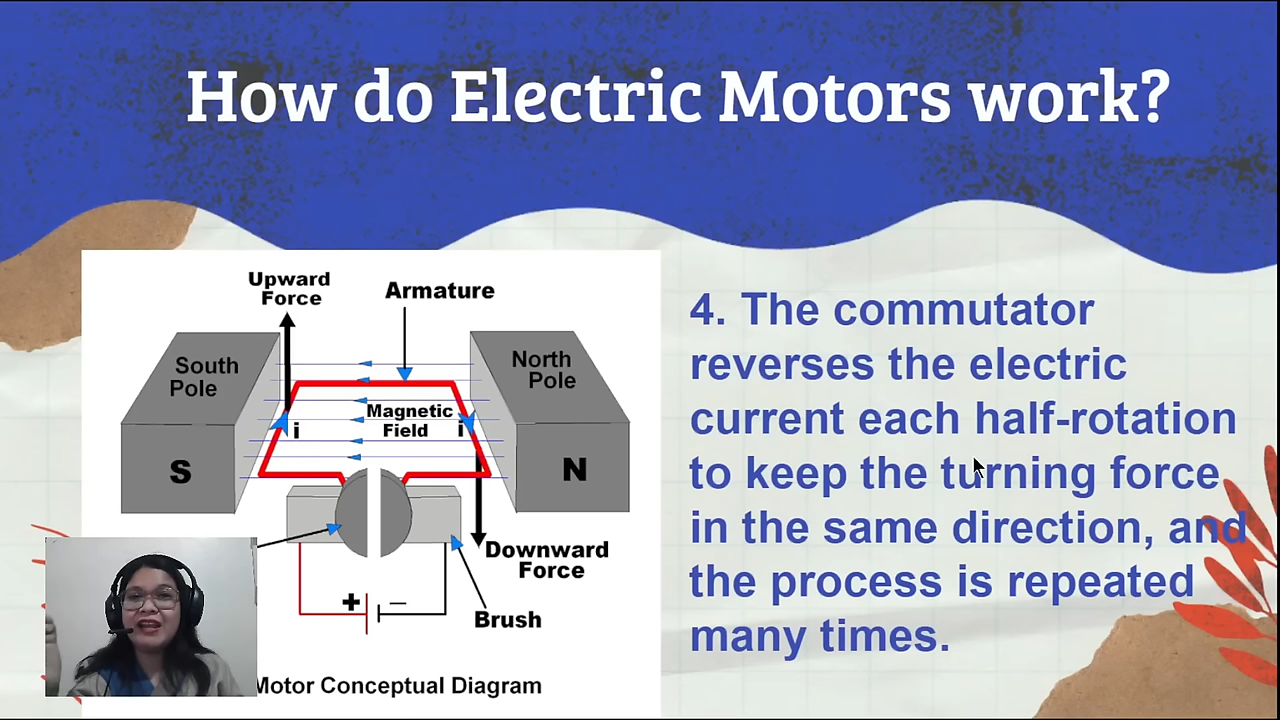 How do Electric Motors work?
Upward
Force
Armature
South
Pole
North
Pole
Magnetic
Field
i
i
S
N
Downward
Force
+
–
Brush
Motor Conceptual Diagram
4. The commutator
reverses the electric
current each half-rotation
to keep the turning force
in the same direction, and
the process is repeated
many times.